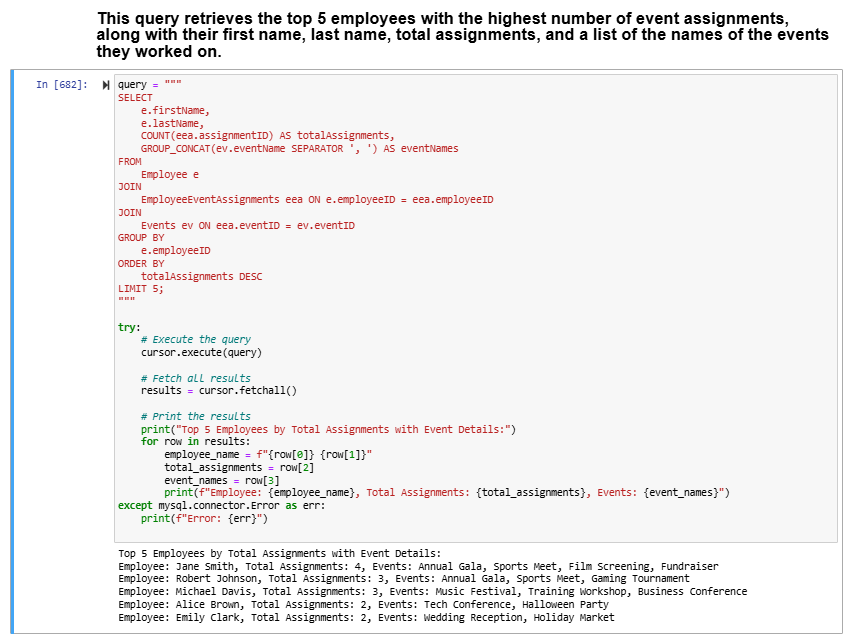 This query retrieves the top 5 employees with the highest number of event assignments,
along with their first name, last name, total assignments, and a list of the names of the events
they worked on.
In [682]:
query = """
SELECT
    e.firstName,
    e.lastName,
    COUNT(eea.assignmentID) AS totalAssignments,
    GROUP_CONCAT(ev.eventName SEPARATOR ', ') AS eventNames
FROM
    Employee e
JOIN
    EmployeeEventAssignments eea ON e.employeeID = eea.employeeID
JOIN
    Events ev ON eea.eventID = ev.eventID
GROUP BY
    e.employeeID
ORDER BY
    totalAssignments DESC
LIMIT 5;
"""
try:
    # Execute the query
    cursor.execute(query)
    # Fetch all results
    results = cursor.fetchall()
    # Print the results
    print("Top 5 Employees by Total Assignments with Event Details:")
    for row in results:
        employee_name = f"{row[0]} {row[1]}"
        total_assignments = row[2]
        event_names = row[3]
        print(f"Employee: {employee_name}, Total Assignments: {total_assignments}, Events: {event_names}")
except mysql.connector.Error as err:
    print(f"Error: {err}")
Top 5 Employees by Total Assignments with Event Details:
Employee: Jane Smith, Total Assignments: 4, Events: Annual Gala, Sports Meet, Film Screening, Fundraiser
Employee: Robert Johnson, Total Assignments: 3, Events: Annual Gala, Sports Meet, Gaming Tournament
Employee: Michael Davis, Total Assignments: 3, Events: Music Festival, Training Workshop, Business Conference
Employee: Alice Brown, Total Assignments: 2, Events: Tech Conference, Halloween Party
Employee: Emily Clark, Total Assignments: 2, Events: Wedding Reception, Holiday Market